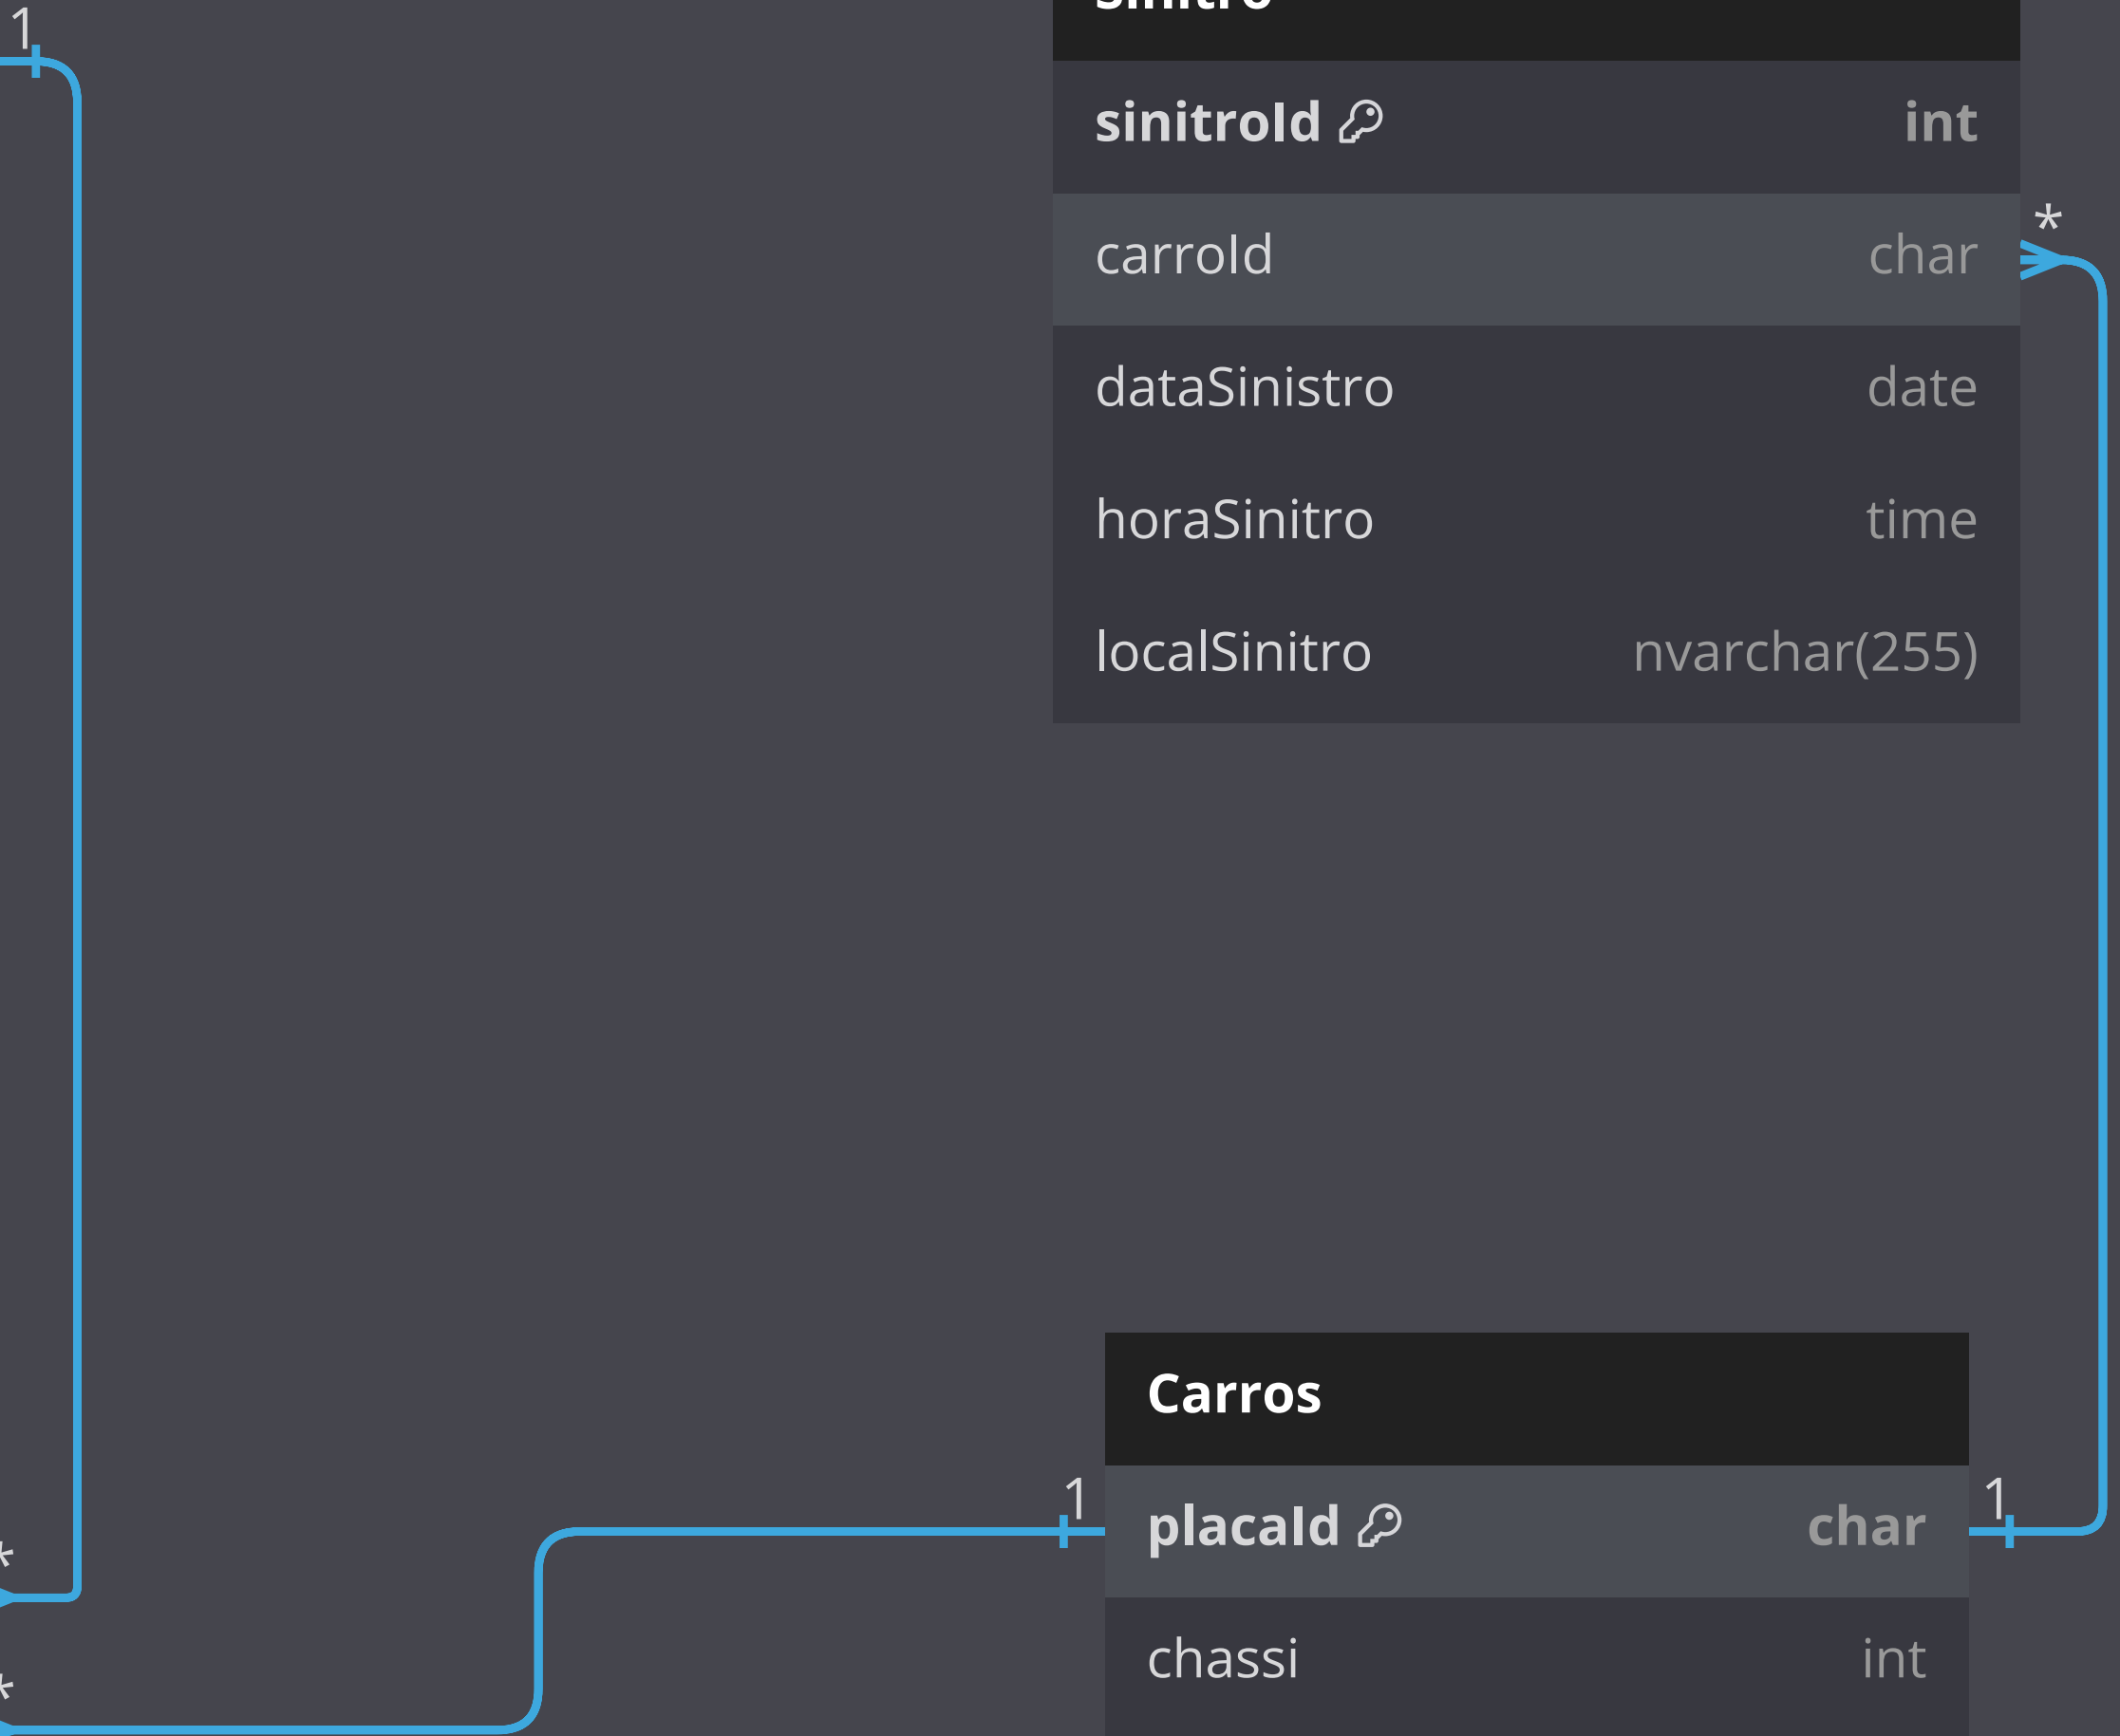 1
Sinitro
sinitroId int
carroId char
*
dataSinistro date
horaSinitro time
localSinitro nvarchar(255)
Carros
1 placaId char 1
*
chassi int
*